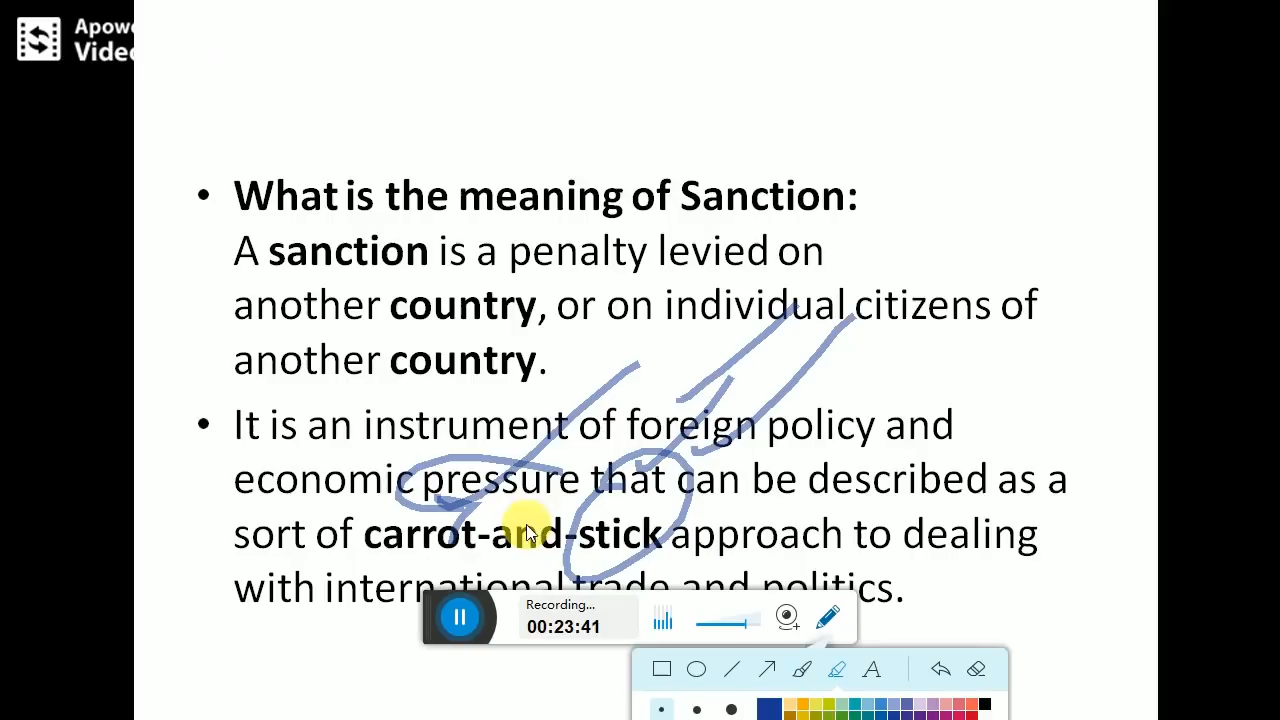 Apowe
Video
• What is the meaning of Sanction:
A sanction is a penalty levied on
another country, or on individual citizens of
another country.
• It is an instrument of foreign policy and
economic pressure that can be described as a
sort of carrot-and-stick approach to dealing
with international trade and politics.
Recording...
00:23:41
A